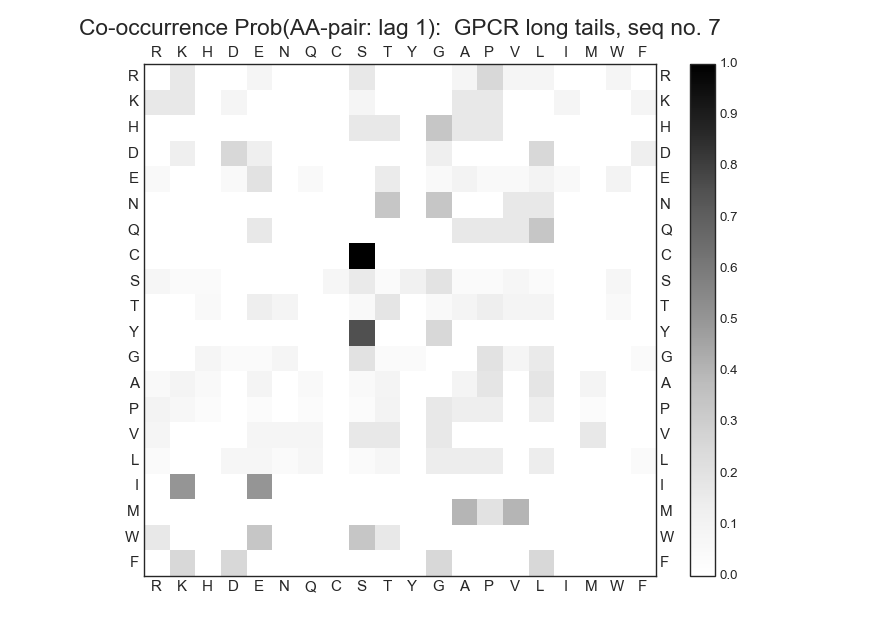 Co-occurrence Prob(AA-pair: lag 1):  GPCR long tails, seq no. 7
R K H D E N Q C S T Y G A P V L I M W F
R R 1.0
K K
H H 0.9
D D 0.8
E E
N N 0.7
Q Q
C C 0.6
S S
T T 0.5
Y Y
G G 0.4
A A
P P 0.3
V V
L L 0.2
I I
M M 0.1
W W
F F
0.0
R K H D E N Q C S T Y G A P V L I M W F